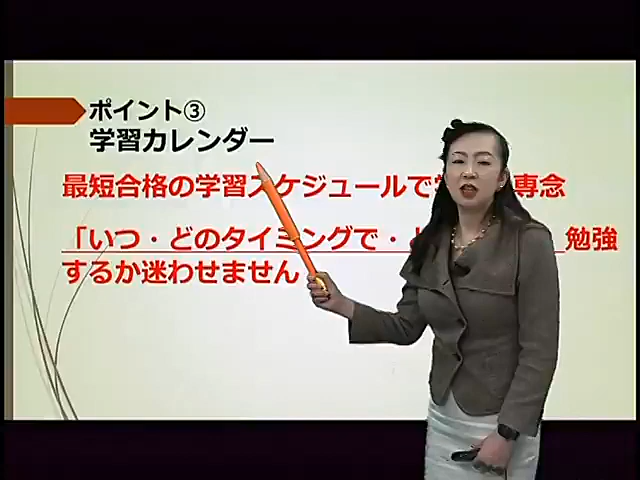 ポイント③
学習カレンダー
最短合格の学習スケジュールで 専念
「いつ・どのタイミングで・ 勉強
するか迷わせません